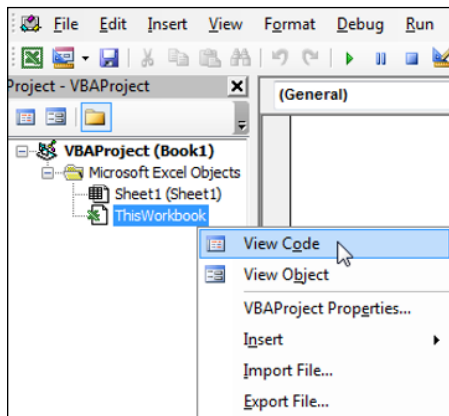 File Edit Insert View Format Debug Run
Project - VBAProject
(General)
VBAProject (Book1)
Microsoft Excel Objects
Sheet1 (Sheet1)
ThisWorkbook
View Code
View Object
VBAProject Properties...
Insert
Import File...
Export File...